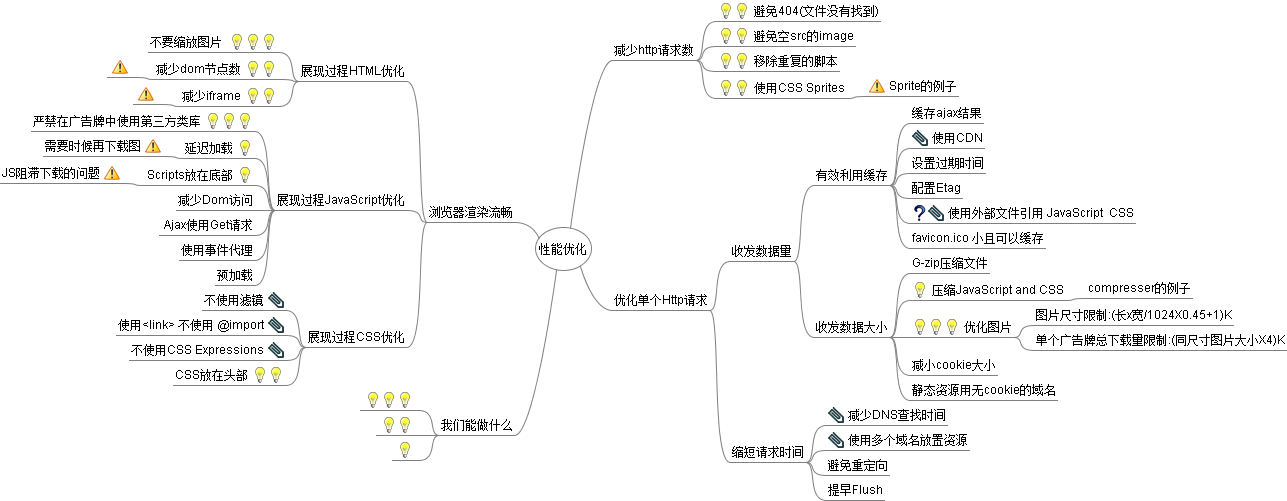 性能优化
减少http请求数
避免404(文件没有找到)
避免空src的image
移除重复的脚本
使用CSS Sprites
Sprite的例子
优化单个Http请求
收发数据量
有效利用缓存
缓存ajax结果
使用CDN
设置过期时间
配置Etag
使用外部文件引用 JavaScript CSS
favicon.ico 小且可以缓存
收发数据大小
G-zip压缩文件
压缩JavaScript and CSS
compresser的例子
优化图片
图片尺寸限制:(长x宽/1024X0.45+1)K
单个广告牌总下载量限制:(同尺寸图片大小X4)K
减小cookie大小
静态资源用无cookie的域名
缩短请求时间
减少DNS查找时间
使用多个域名放置资源
避免重定向
提早Flush
浏览器渲染流畅
展现过程HTML优化
不要缩放图片
减少dom节点数
减少iframe
展现过程JavaScript优化
严禁在广告牌中使用第三方类库
延迟加载
需要时候再下载图
Scripts放在底部
JS阻滞下载的问题
减少Dom访问
Ajax使用Get请求
使用事件代理
预加载
展现过程CSS优化
不使用滤镜
使用<link> 不使用 @import
不使用CSS Expressions
CSS放在头部
我们能做什么